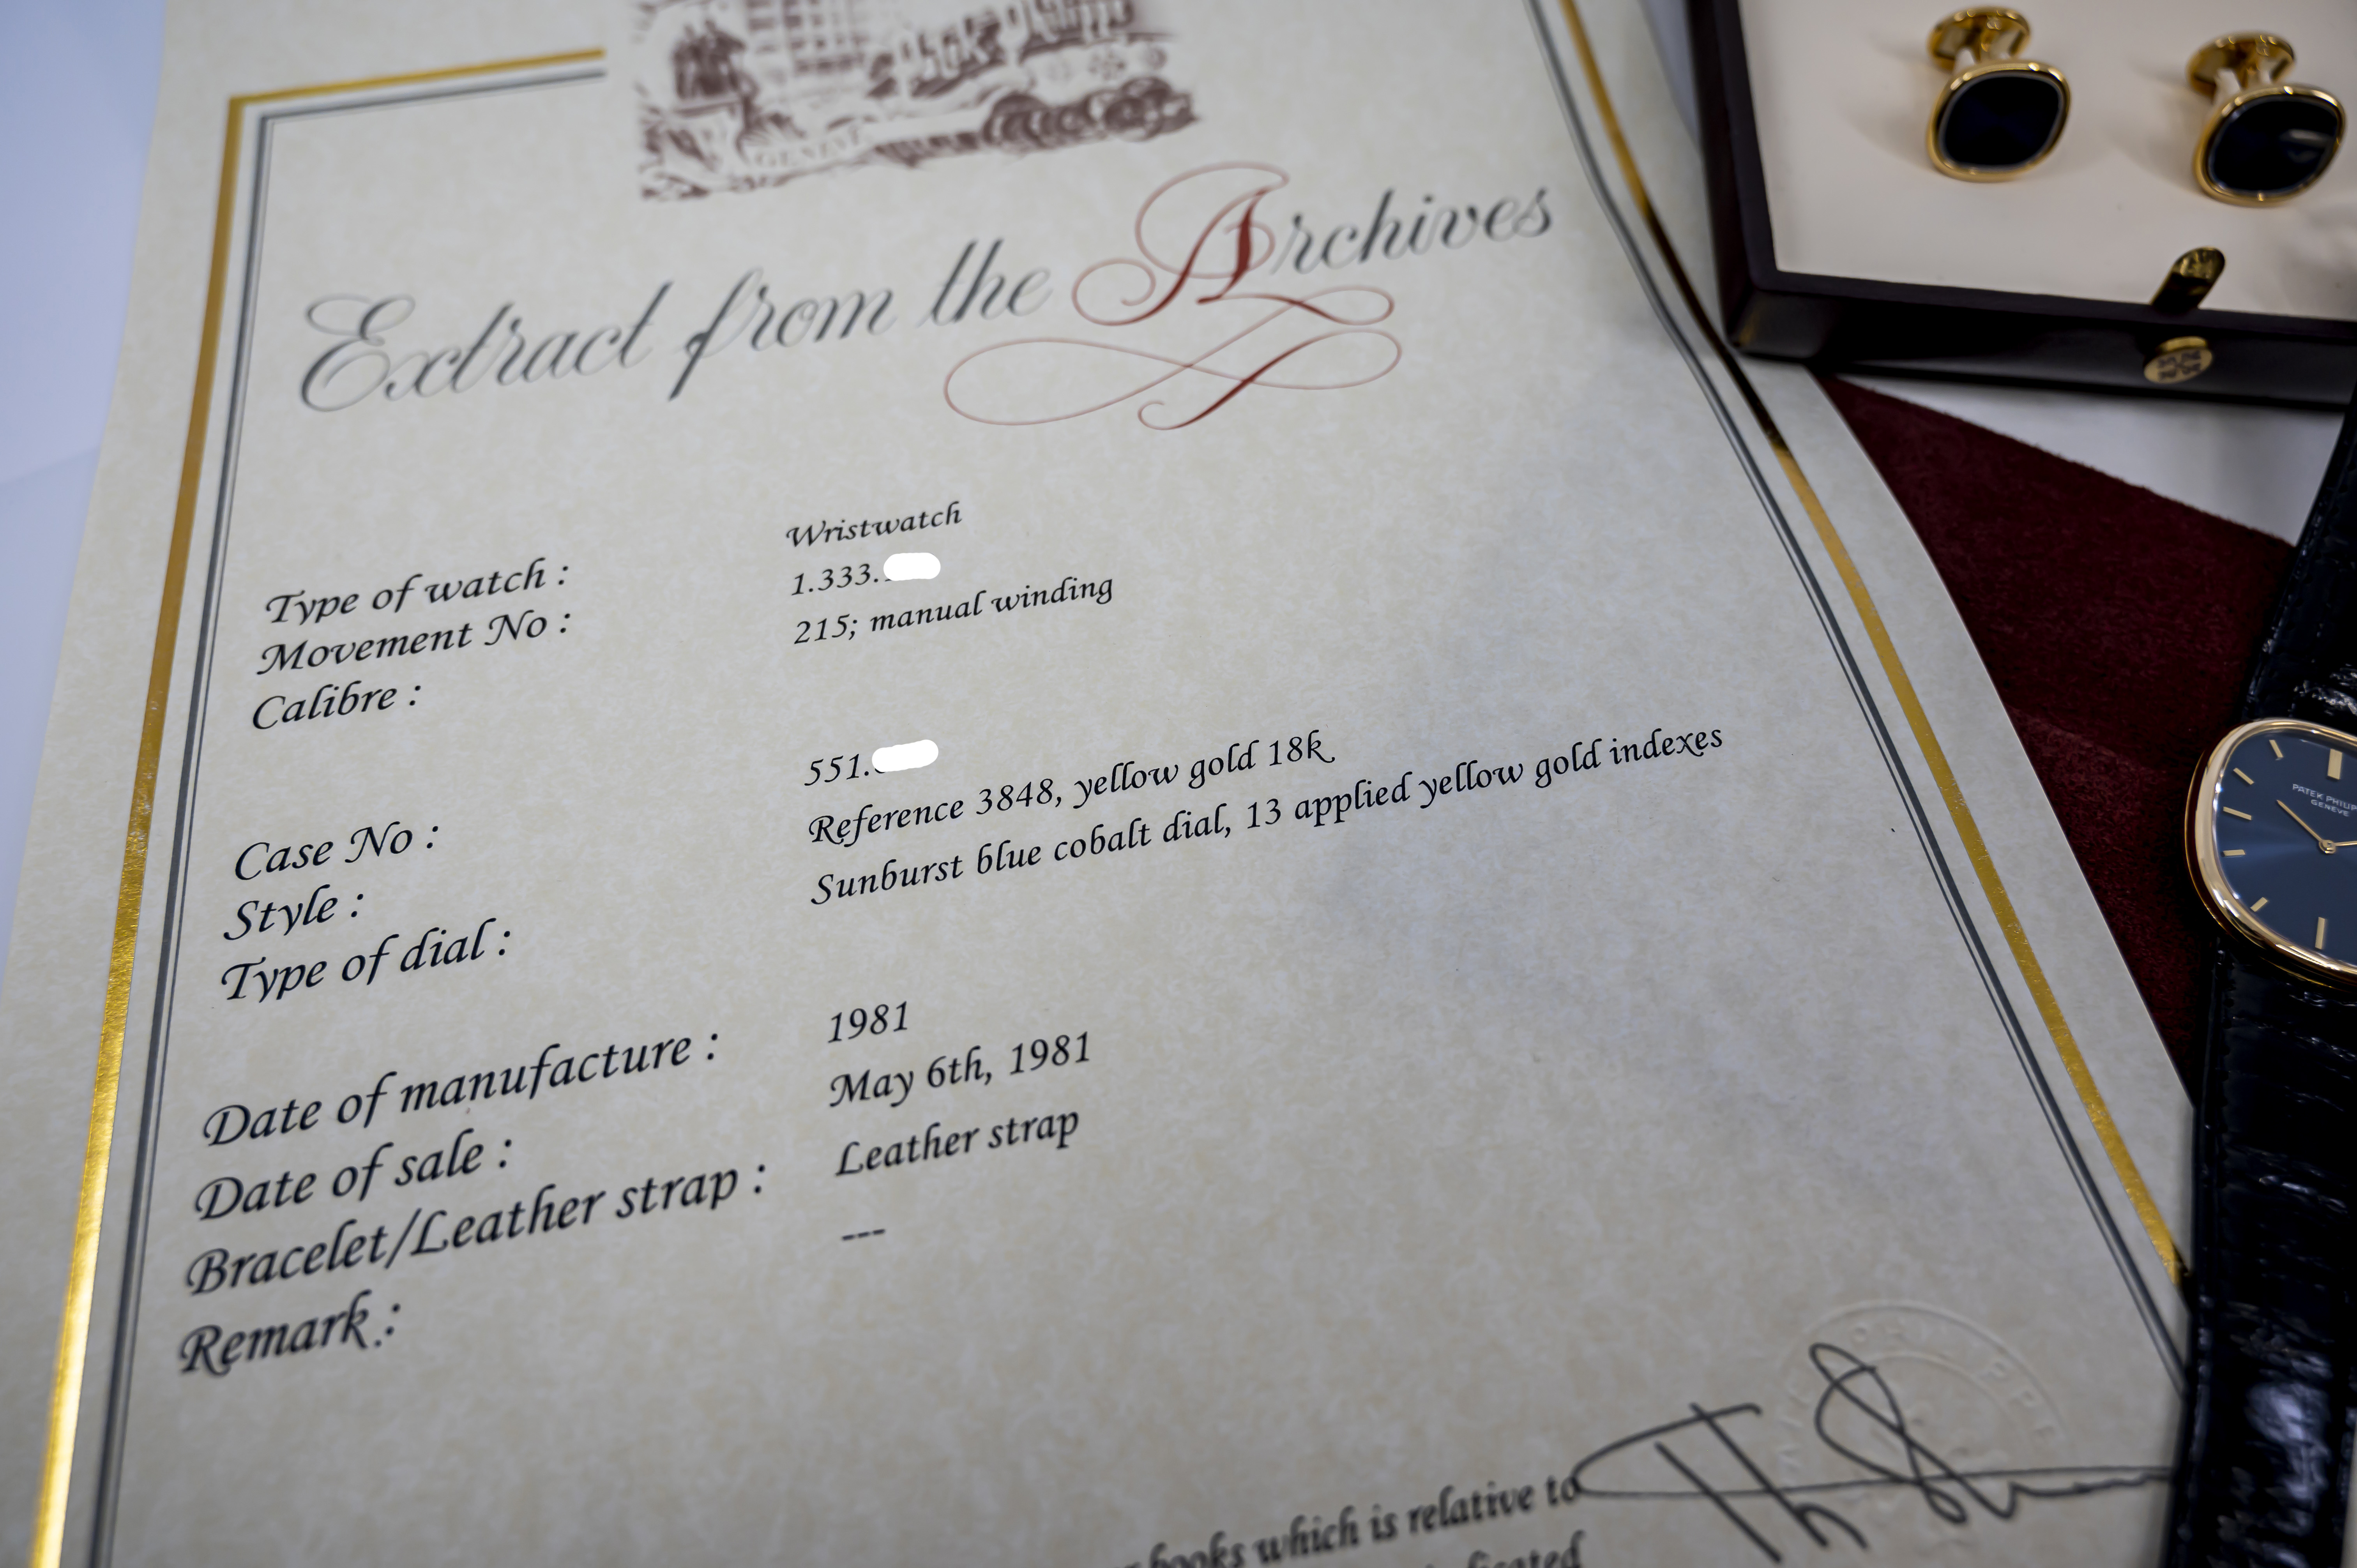 GENEVE
Extract from the Archives
Type of watch : Wristwatch
Movement No : 1.333.
Calibre : 215; manual winding
Case No : 551.
Style : Reference 3848, yellow gold 18k
Type of dial : Sunburst blue cobalt dial, 13 applied yellow gold indexes
Date of manufacture : 1981
Date of sale : May 6th, 1981
Bracelet/Leather strap : Leather strap
Remark : ---
books which is relative to
PATEK PHILIP
GENEVE